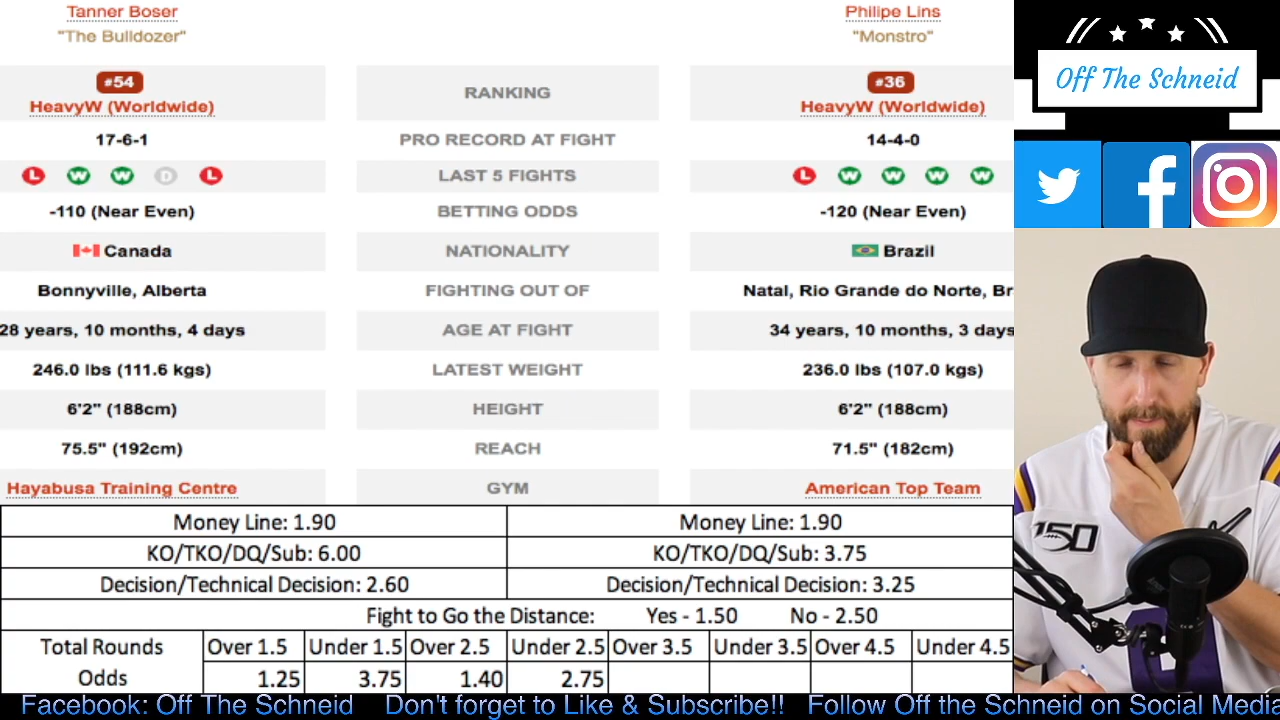 Tanner Boser
"The Bulldozer"
Philipe Lins
"Monstro"
#54
HeavyW (Worldwide)
RANKING
#36
HeavyW (Worldwide)
17-6-1
PRO RECORD AT FIGHT
14-4-0
L W W D L
LAST 5 FIGHTS
L W W W W
-110 (Near Even)
BETTING ODDS
-120 (Near Even)
Canada
NATIONALITY
Brazil
Bonnyville, Alberta
FIGHTING OUT OF
Natal, Rio Grande do Norte, Br
28 years, 10 months, 4 days
AGE AT FIGHT
34 years, 10 months, 3 days
246.0 lbs (111.6 kgs)
LATEST WEIGHT
236.0 lbs (107.0 kgs)
6'2" (188cm)
HEIGHT
6'2" (188cm)
75.5" (192cm)
REACH
71.5" (182cm)
Hayabusa Training Centre
GYM
American Top Team
Money Line: 1.90
Money Line: 1.90
KO/TKO/DQ/Sub: 6.00
KO/TKO/DQ/Sub: 3.75
Decision/Technical Decision: 2.60
Decision/Technical Decision: 3.25
Fight to Go the Distance: Yes - 1.50 No - 2.50
Total Rounds Over 1.5 Under 1.5 Over 2.5 Under 2.5 Over 3.5 Under 3.5 Over 4.5 Under 4.5
Odds 1.25 3.75 1.40 2.75
Off The Schneid
150
Facebook: Off The Schneid Don't forget to Like & Subscribe!! Follow Off the Schneid on Social Media